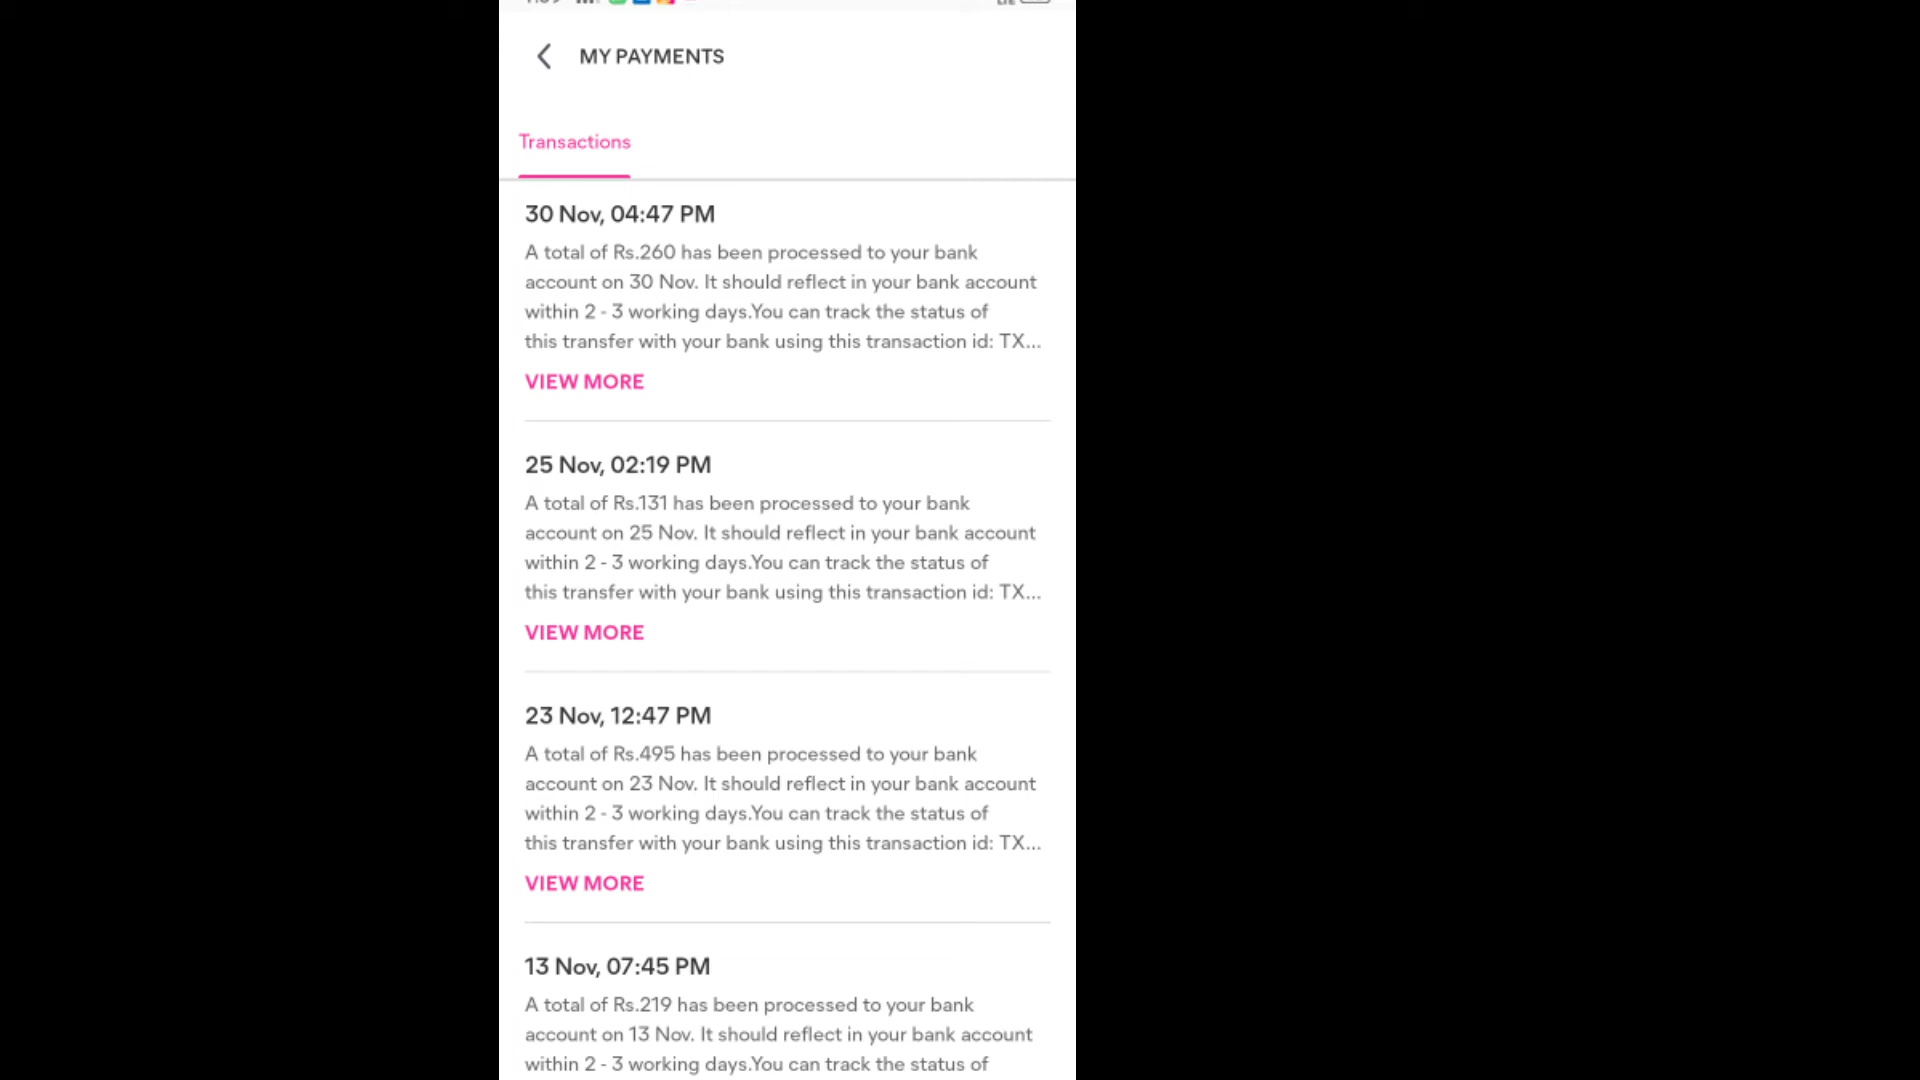 MY PAYMENTS
Transactions
30 Nov, 04:47 PM
A total of Rs.260 has been processed to your bank
account on 30 Nov. It should reflect in your bank account
within 2 - 3 working days.You can track the status of
this transfer with your bank using this transaction id: TX...
VIEW MORE
25 Nov, 02:19 PM
A total of Rs.131 has been processed to your bank
account on 25 Nov. It should reflect in your bank account
within 2 - 3 working days.You can track the status of
this transfer with your bank using this transaction id: TX...
VIEW MORE
23 Nov, 12:47 PM
A total of Rs.495 has been processed to your bank
account on 23 Nov. It should reflect in your bank account
within 2 - 3 working days.You can track the status of
this transfer with your bank using this transaction id: TX...
VIEW MORE
13 Nov, 07:45 PM
A total of Rs.219 has been processed to your bank
account on 13 Nov. It should reflect in your bank account
within 2 - 3 working days.You can track the status of